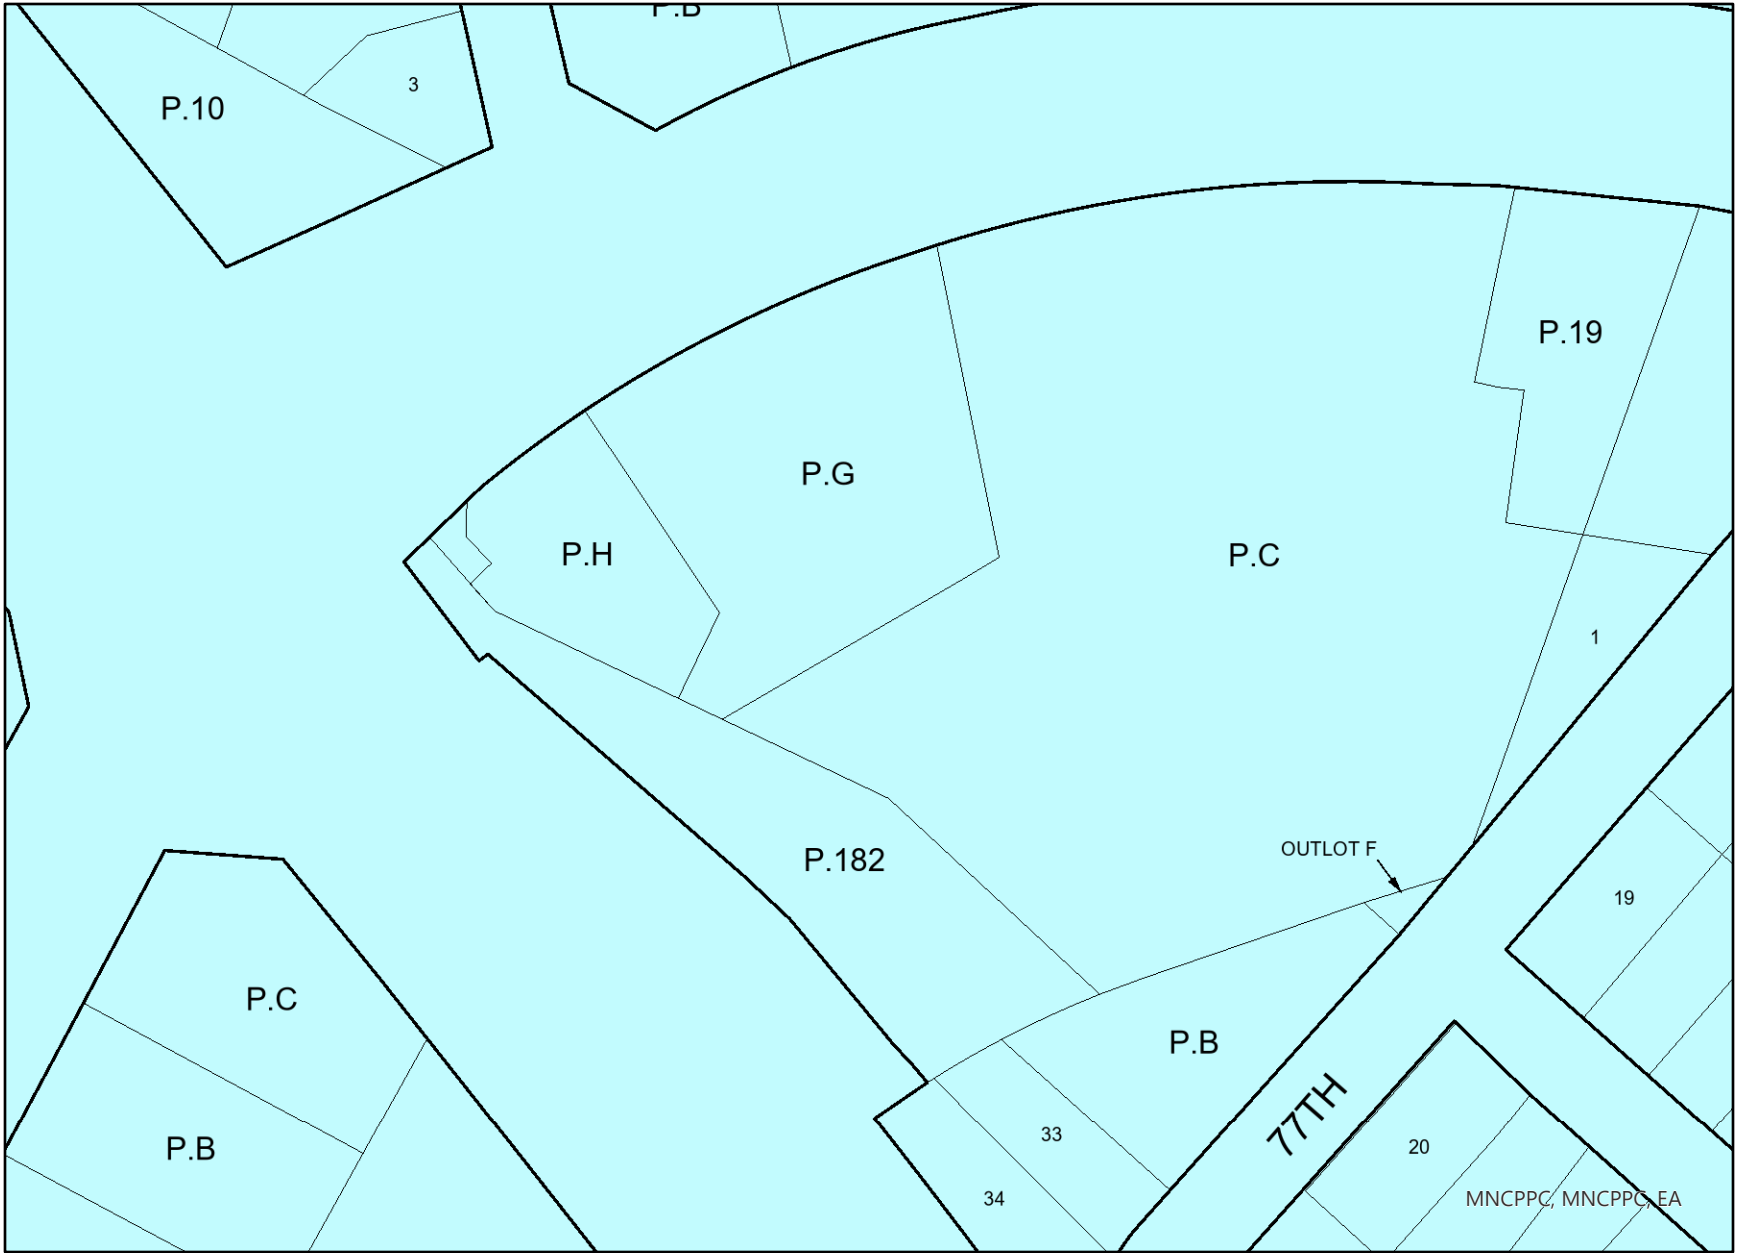 P.B
3
P.10
P.19
P.G
P.H
P.C
1
OUTLOT F
P.182
19
P.C
P.B
77TH
33
20
P.B
34
MNCPPC, MNCPPC, EA